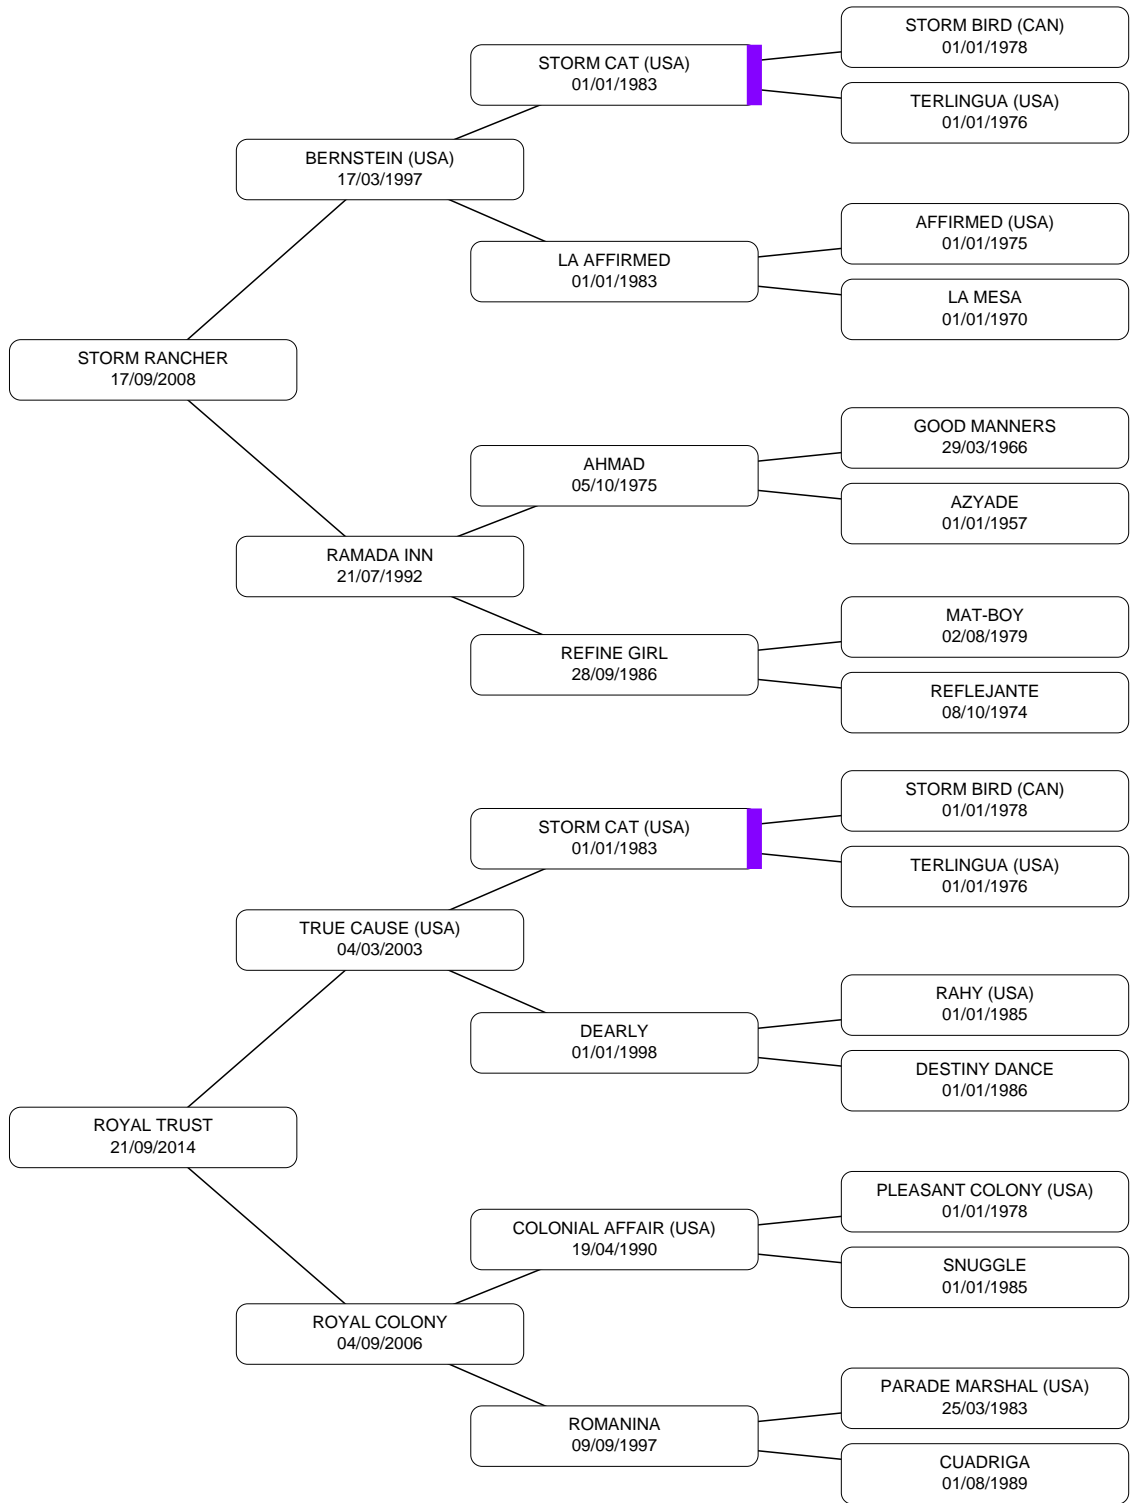 STORM BIRD (CAN)
01/01/1978
STORM CAT (USA)
01/01/1983
TERLINGUA (USA)
01/01/1976
BERNSTEIN (USA)
17/03/1997
AFFIRMED (USA)
01/01/1975
LA AFFIRMED
01/01/1983
LA MESA
01/01/1970
STORM RANCHER
17/09/2008
GOOD MANNERS
29/03/1966
AHMAD
05/10/1975
AZYADE
01/01/1957
RAMADA INN
21/07/1992
MAT-BOY
02/08/1979
REFINE GIRL
28/09/1986
REFLEJANTE
08/10/1974
STORM BIRD (CAN)
01/01/1978
STORM CAT (USA)
01/01/1983
TERLINGUA (USA)
01/01/1976
TRUE CAUSE (USA)
04/03/2003
RAHY (USA)
01/01/1985
DEARLY
01/01/1998
DESTINY DANCE
01/01/1986
ROYAL TRUST
21/09/2014
PLEASANT COLONY (USA)
01/01/1978
COLONIAL AFFAIR (USA)
19/04/1990
SNUGGLE
01/01/1985
ROYAL COLONY
04/09/2006
PARADE MARSHAL (USA)
25/03/1983
ROMANINA
09/09/1997
CUADRIGA
01/08/1989